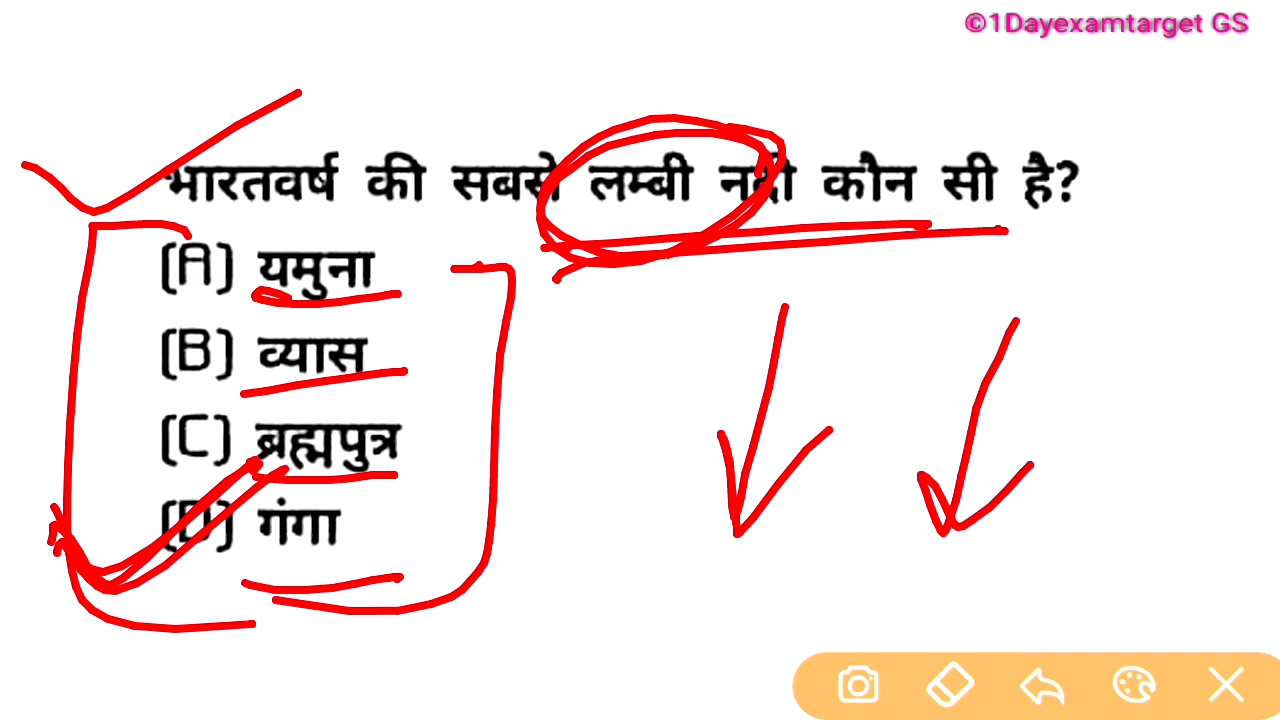 ©1Dayexamtarget GS
भारतवर्ष की सबसे लम्बी नदी कौन सी है?
(A) यमुना
(B) व्यास
(C) ब्रह्मपुत्र
(D) गंगा